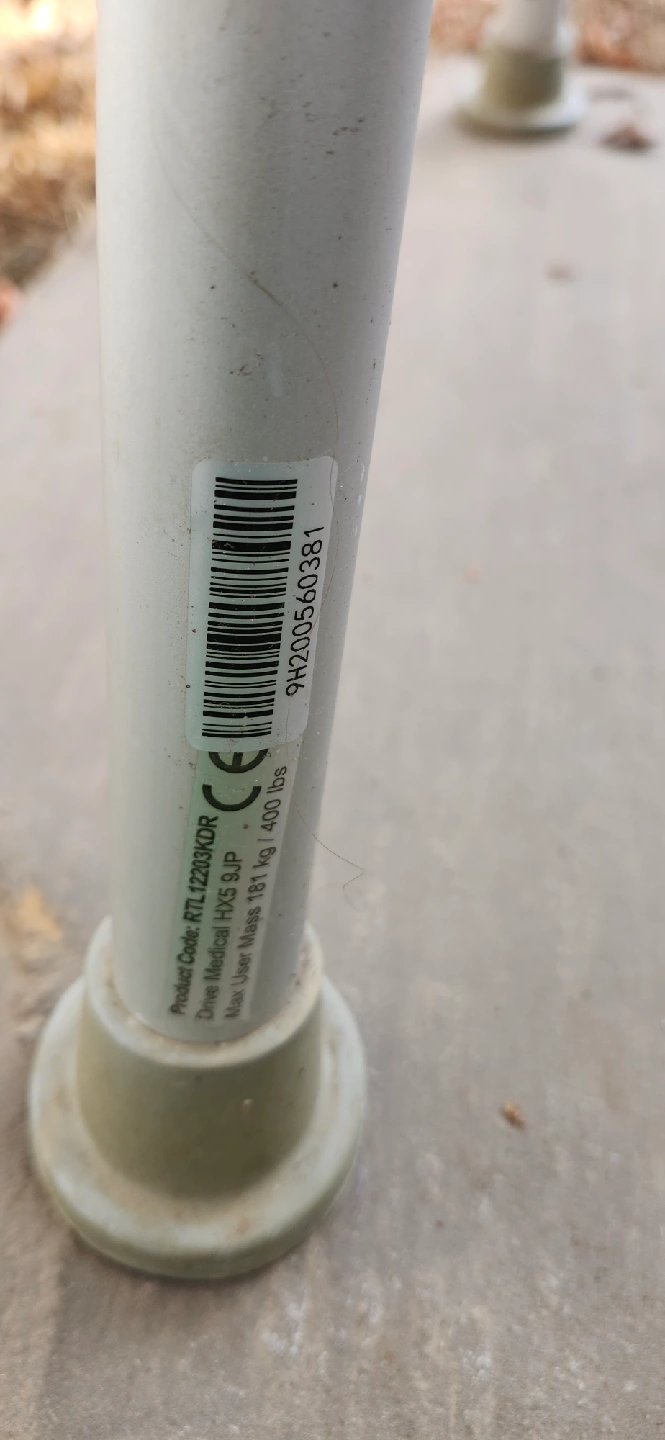 9H200560381
CE
Product Code: RTL12203KDR
Drive Medical HX5 9JP
Max User Mass 181 kg / 400 lbs